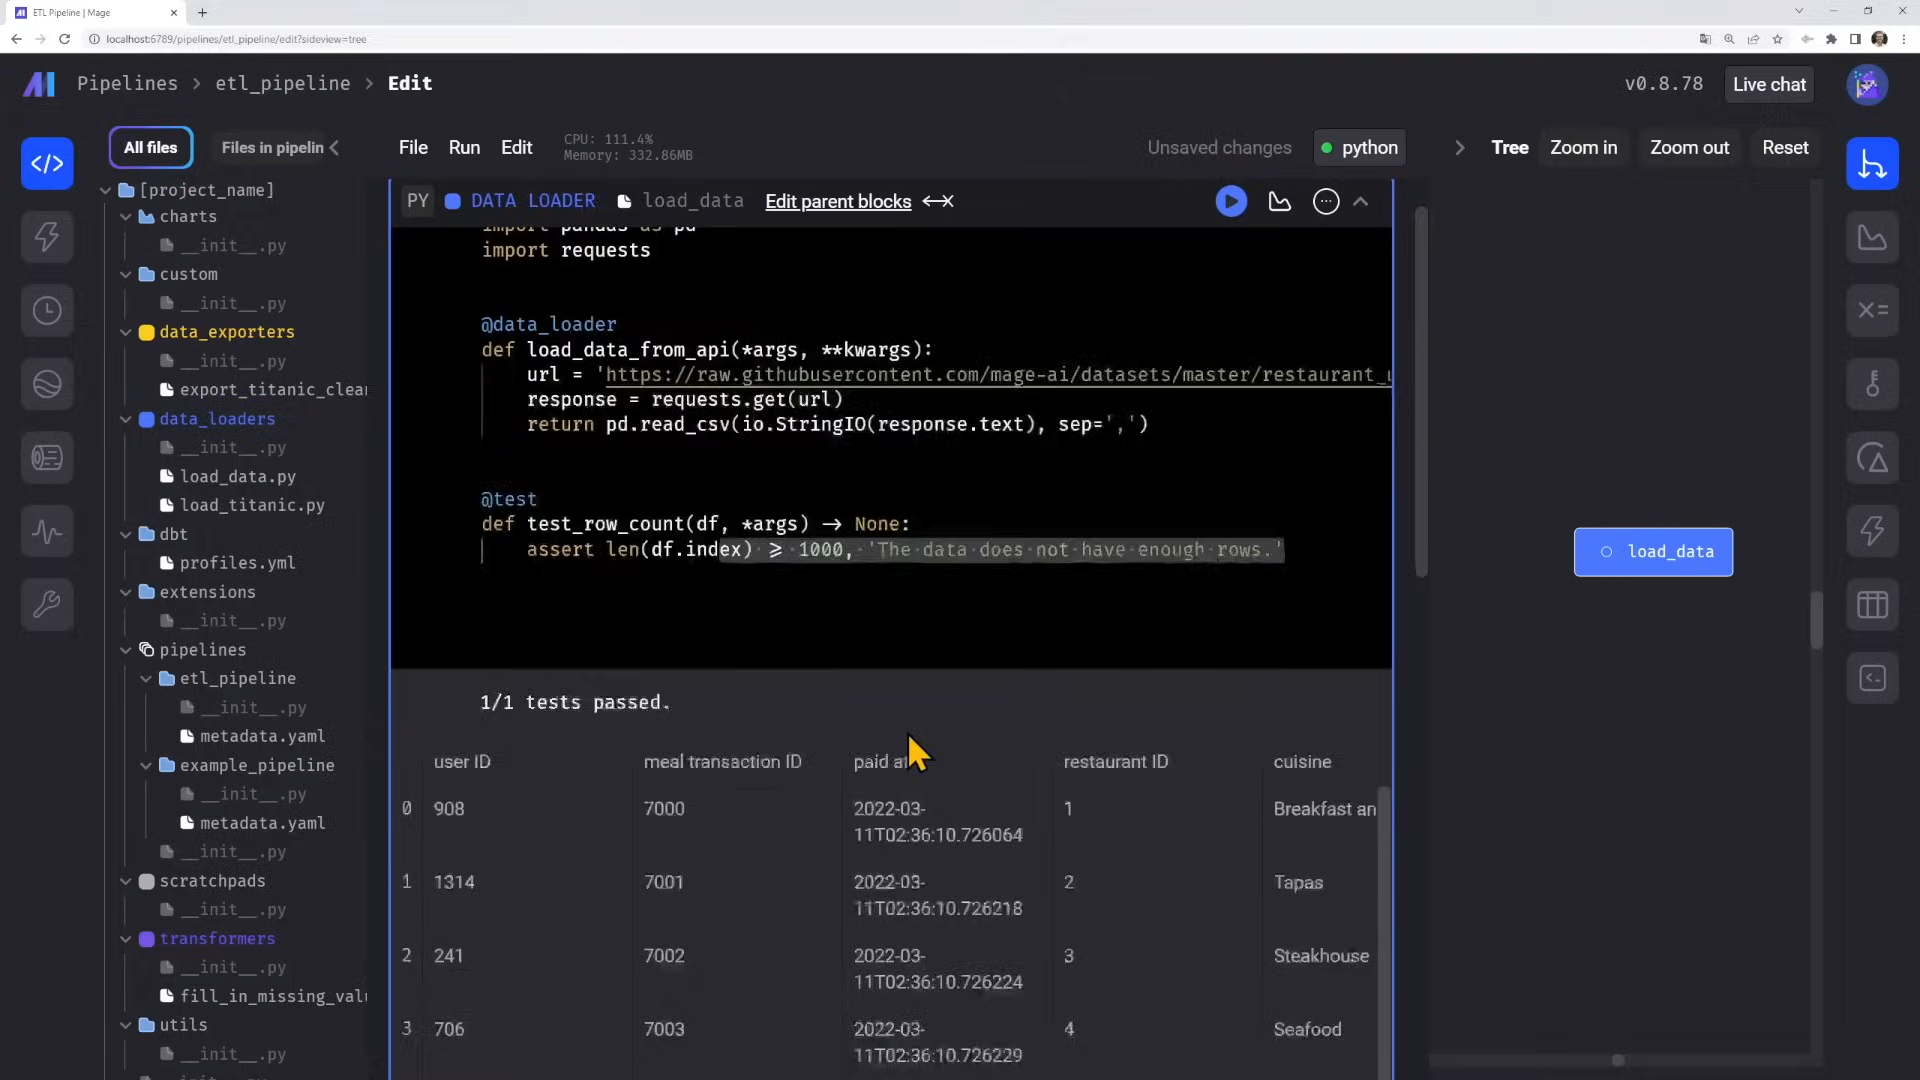 ETL Pipeline | Mage
localhost:6789/pipelines/etl_pipeline/edit?sideview=tree
Pipelines > etl_pipeline > Edit
v0.8.78
Live chat
All files
Files in pipelin
File
Run
Edit
CPU: 111.4%
Memory: 332.86MB
Unsaved changes
python
Tree
Zoom in
Zoom out
Reset
[project_name]
charts
__init__.py
custom
__init__.py
data_exporters
__init__.py
export_titanic_clear
data_loaders
__init__.py
load_data.py
load_titanic.py
dbt
profiles.yml
extensions
__init__.py
pipelines
etl_pipeline
__init__.py
metadata.yaml
example_pipeline
__init__.py
metadata.yaml
__init__.py
scratchpads
__init__.py
transformers
__init__.py
fill_in_missing_valu
utils
__init__.py
PY DATA LOADER load_data Edit parent blocks
import pandas as pd
import requests
@data_loader
def load_data_from_api(*args, **kwargs):
url = 'https://raw.githubusercontent.com/mage-ai/datasets/master/restaurant_
response = requests.get(url)
return pd.read_csv(io.StringIO(response.text), sep=',')
@test
def test_row_count(df, *args) -> None:
assert len(df.index) >= 1000, 'The data does not have enough rows.'
1/1 tests passed.
user ID meal transaction ID paid at restaurant ID cuisine
0 908 7000 2022-03-11T02:36:10.726064 1 Breakfast an
1 1314 7001 2022-03-11T02:36:10.726218 2 Tapas
2 241 7002 2022-03-11T02:36:10.726224 3 Steakhouse
3 706 7003 2022-03-11T02:36:10.726229 4 Seafood
load_data